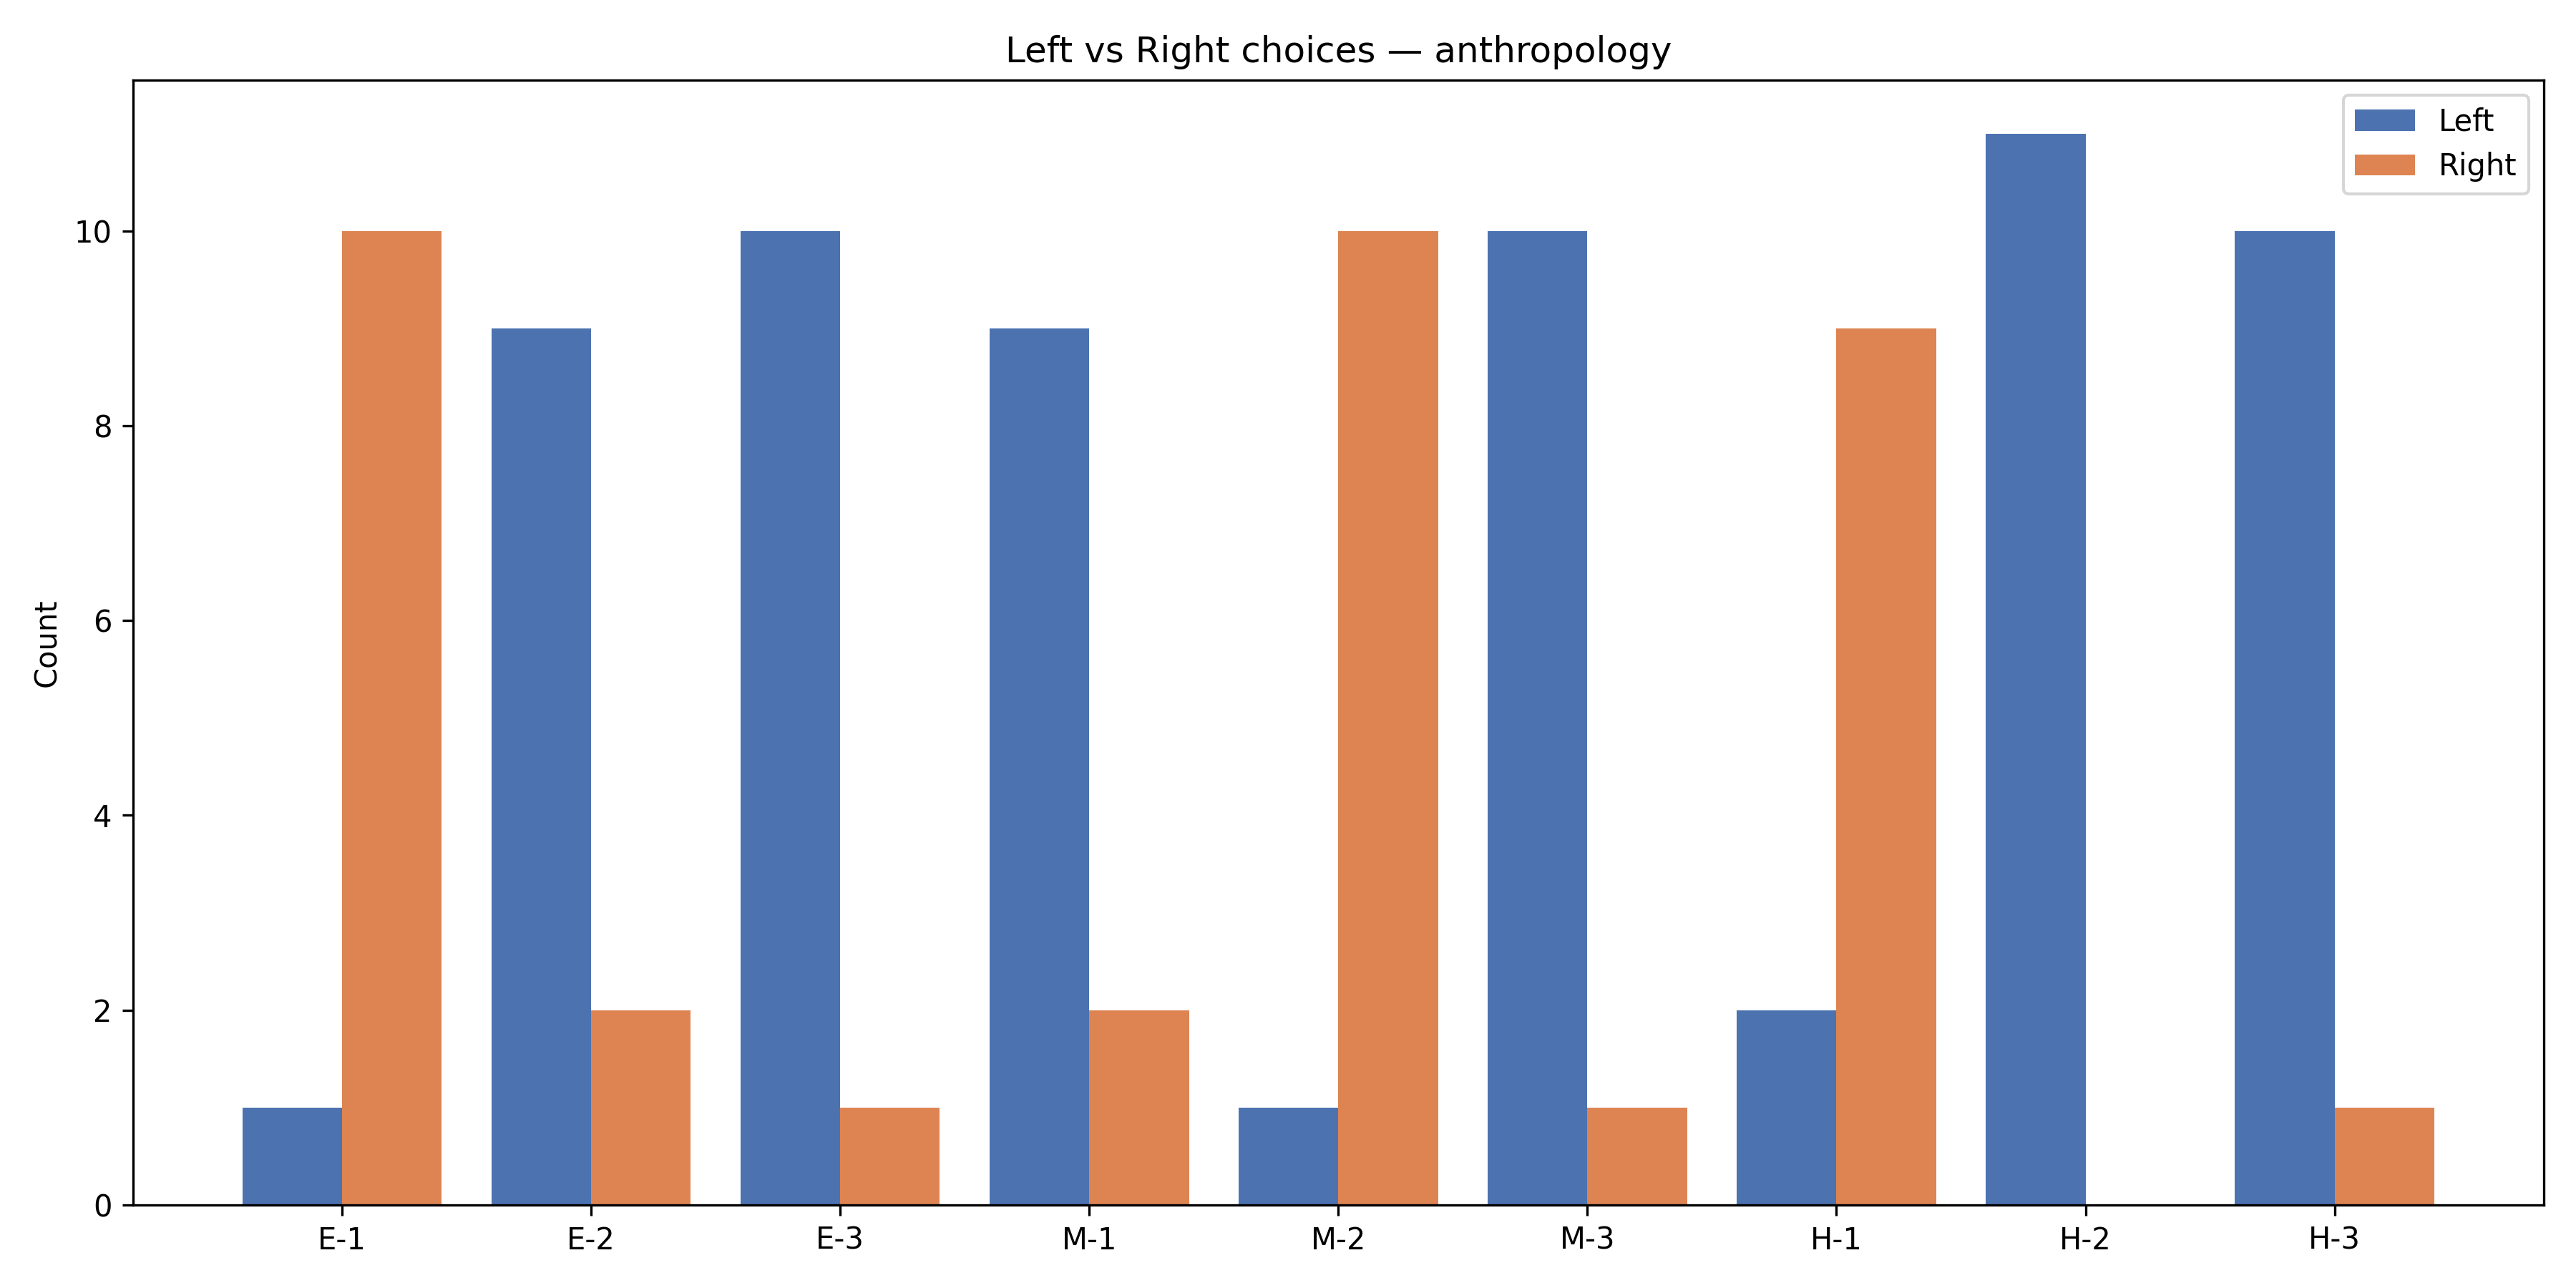 Left vs Right choices — anthropology
Left
Right
Count
10
8
6
4
2
0
E-1 E-2 E-3 M-1 M-2 M-3 H-1 H-2 H-3